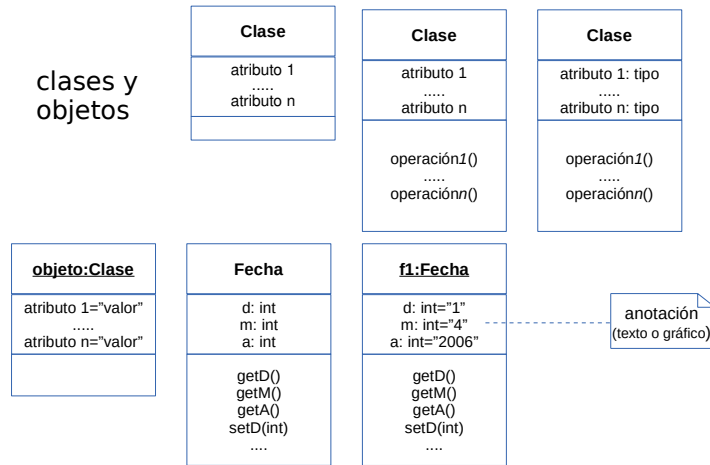 clases y
objetos
Clase
atributo 1
.....
atributo n
Clase
atributo 1
.....
atributo n
operación1()
.....
operaciónn()
Clase
atributo 1: tipo
.....
atributo n: tipo
operación1()
.....
operaciónn()
objeto:Clase
atributo 1=”valor”
.....
atributo n=”valor”
Fecha
d: int
m: int
a: int
getD()
getM()
getA()
setD(int)
....
f1:Fecha
d: int=”1”
m: int=”4”
a: int=”2006”
getD()
getM()
getA()
setD(int)
....
anotación
(texto o gráfico)